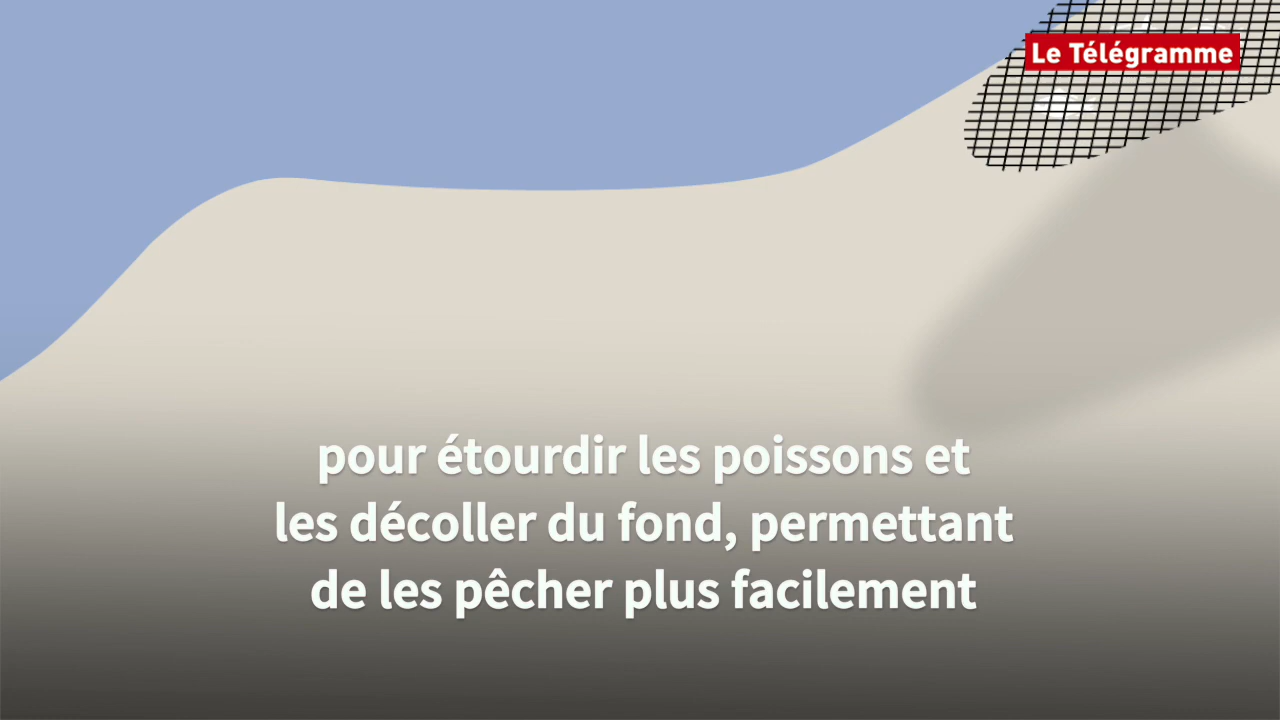 Le Télégramme
pour étourdir les poissons et
les décoller du fond, permettant
de les pêcher plus facilement